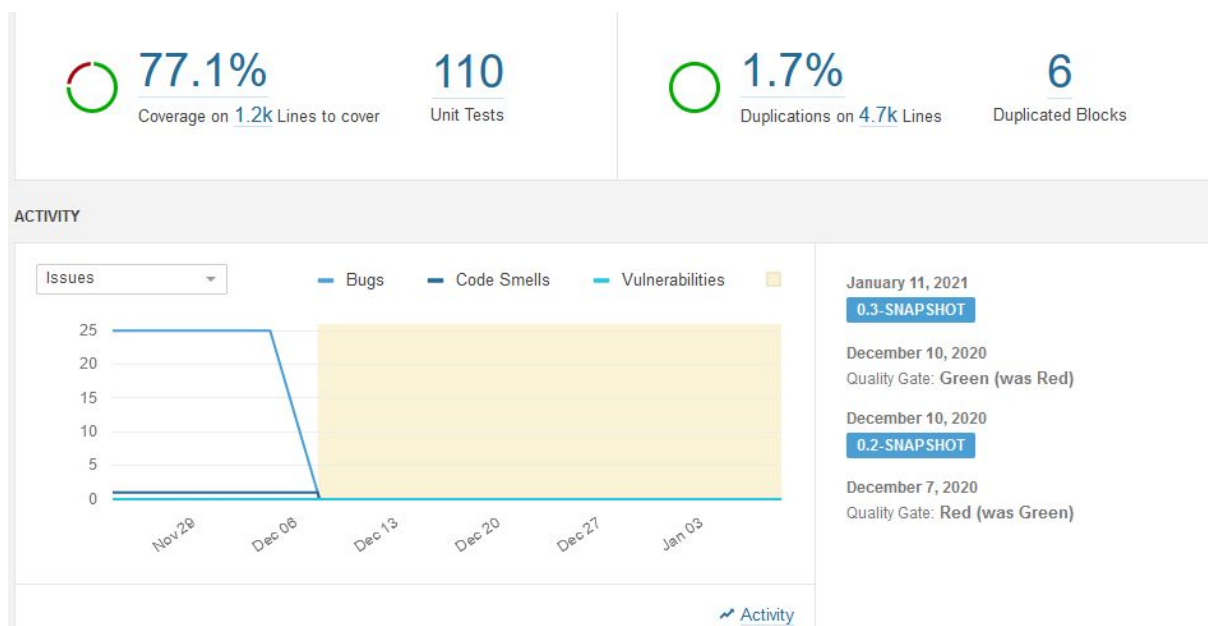 77.1%
110
Coverage on 1.2k Lines to cover
Unit Tests
1.7%
6
Duplications on 4.7k Lines
Duplicated Blocks
ACTIVITY
Issues
Bugs
Code Smells
Vulnerabilities
25
20
15
10
5
0
Nov 29
Dec 06
Dec 13
Dec 20
Dec 27
Jan 03
Activity
January 11, 2021
0.3-SNAPSHOT
December 10, 2020
Quality Gate: Green (was Red)
December 10, 2020
0.2-SNAPSHOT
December 7, 2020
Quality Gate: Red (was Green)